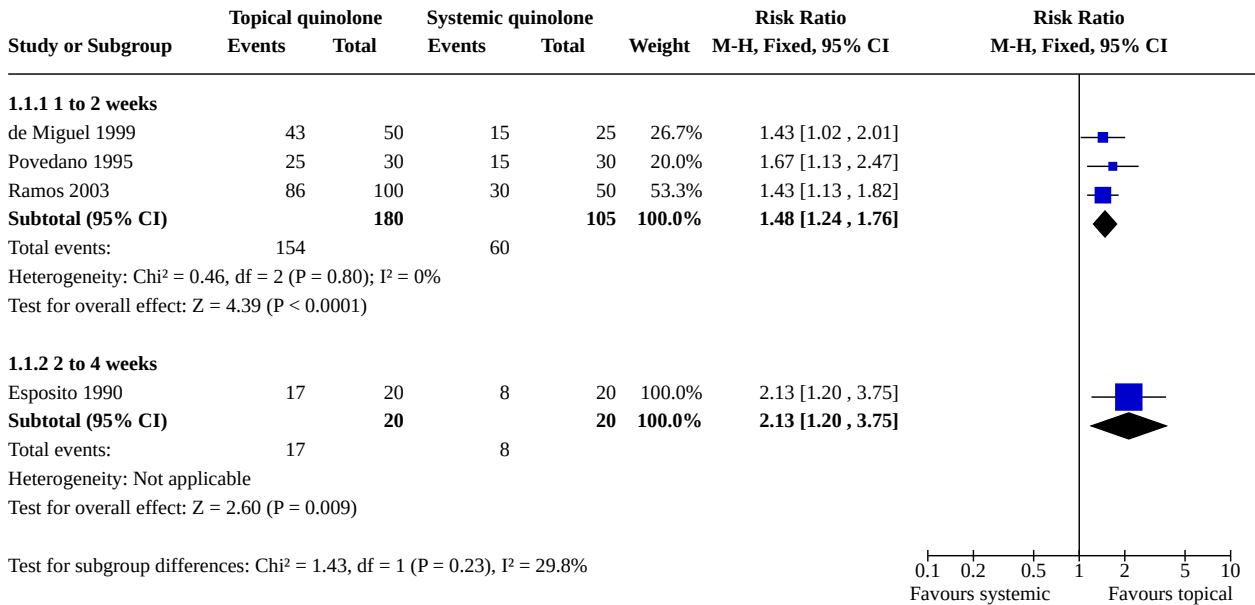 Topical quinolone Systemic quinolone Risk Ratio Risk Ratio
Study or Subgroup Events Total Events Total Weight M-H, Fixed, 95% CI M-H, Fixed, 95% CI
1.1.1 1 to 2 weeks
de Miguel 1999 43 50 15 25 26.7% 1.43 [1.02 , 2.01]
Povedano 1995 25 30 15 30 20.0% 1.67 [1.13 , 2.47]
Ramos 2003 86 100 30 50 53.3% 1.43 [1.13 , 1.82]
Subtotal (95% CI) 180 105 100.0% 1.48 [1.24 , 1.76]
Total events: 154 60
Heterogeneity: Chi² = 0.46, df = 2 (P = 0.80); I² = 0%
Test for overall effect: Z = 4.39 (P < 0.0001)
1.1.2 2 to 4 weeks
Esposito 1990 17 20 8 20 100.0% 2.13 [1.20 , 3.75]
Subtotal (95% CI) 20 20 100.0% 2.13 [1.20 , 3.75]
Total events: 17 8
Heterogeneity: Not applicable
Test for overall effect: Z = 2.60 (P = 0.009)
Test for subgroup differences: Chi² = 1.43, df = 1 (P = 0.23), I² = 29.8%
0.1 0.2 0.5 1 2 5 10
Favours systemic Favours topical